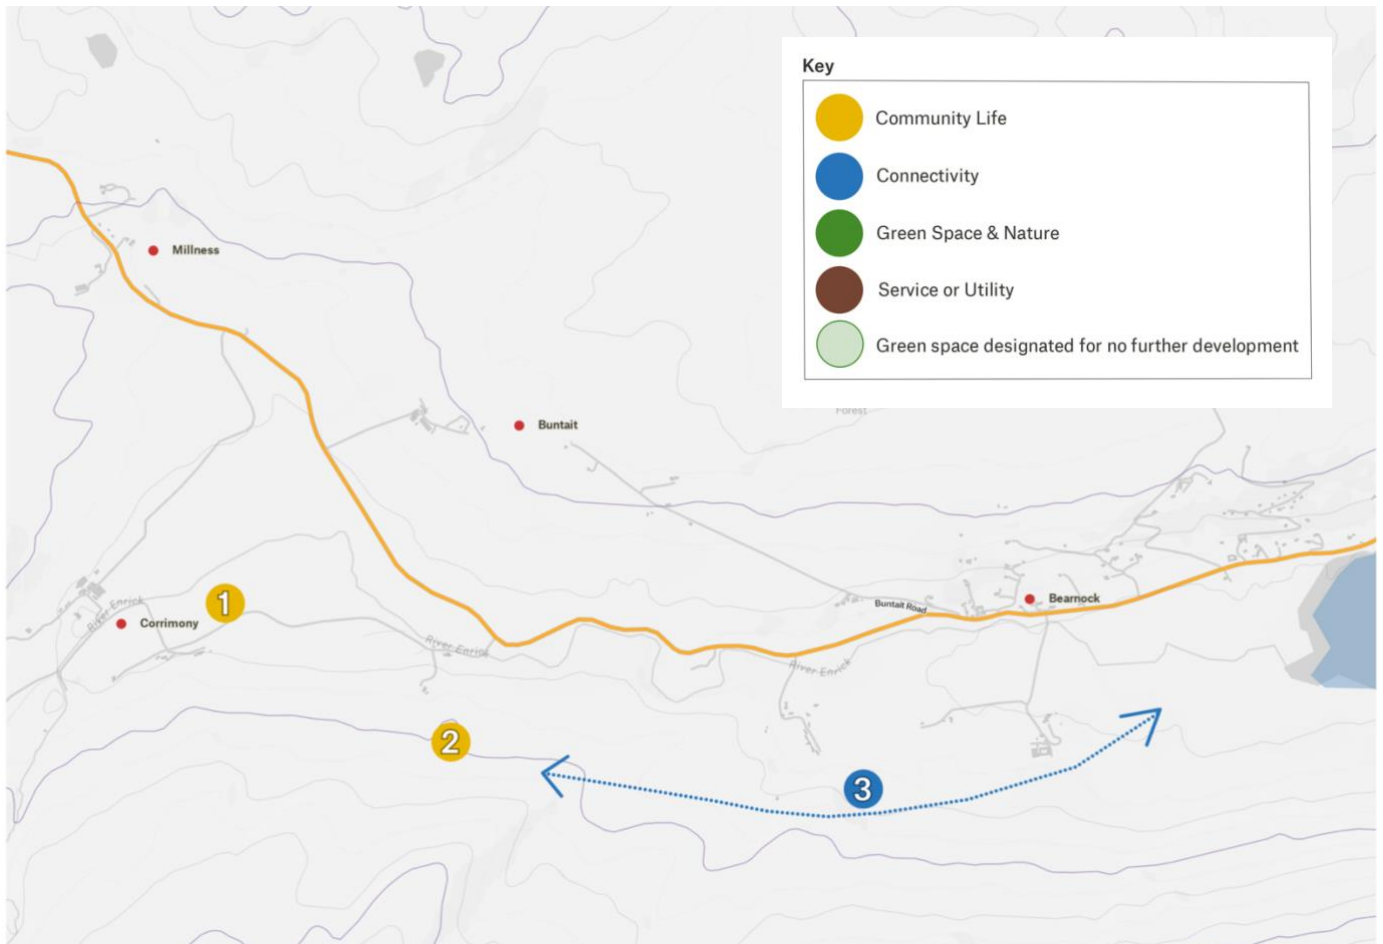 Key
Community Life
Connectivity
Green Space & Nature
Service or Utility
Green space designated for no further development
Forest
Millness
Buntait
Buntait Road
Bearnock
1
River Enrick
Corrimony
River Enrick
River Enrick
2
3